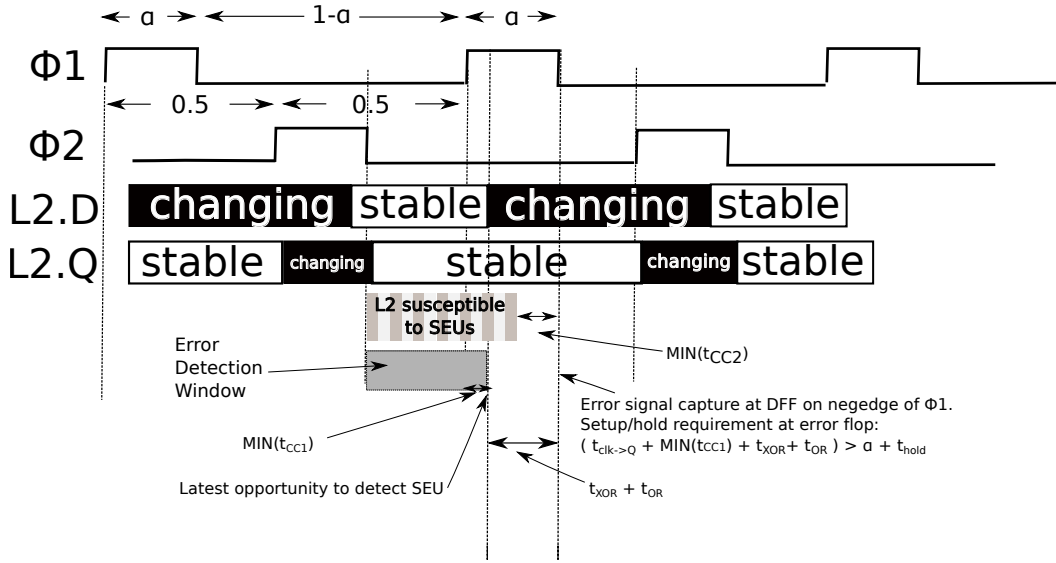 α 1-α α
Φ1
0.5 0.5
Φ2
L2.D changing stable changing stable
L2.Q stable changing stable changing stable
L2 susceptible
to SEUs
Error
Detection
Window
MIN(tCC2)
MIN(tCC1)
Error signal capture at DFF on negedge of Φ1.
Setup/hold requirement at error flop:
( tclk->Q + MIN(tCC1) + tXOR+ tOR ) > α + thold
Latest opportunity to detect SEU
tXOR + tOR